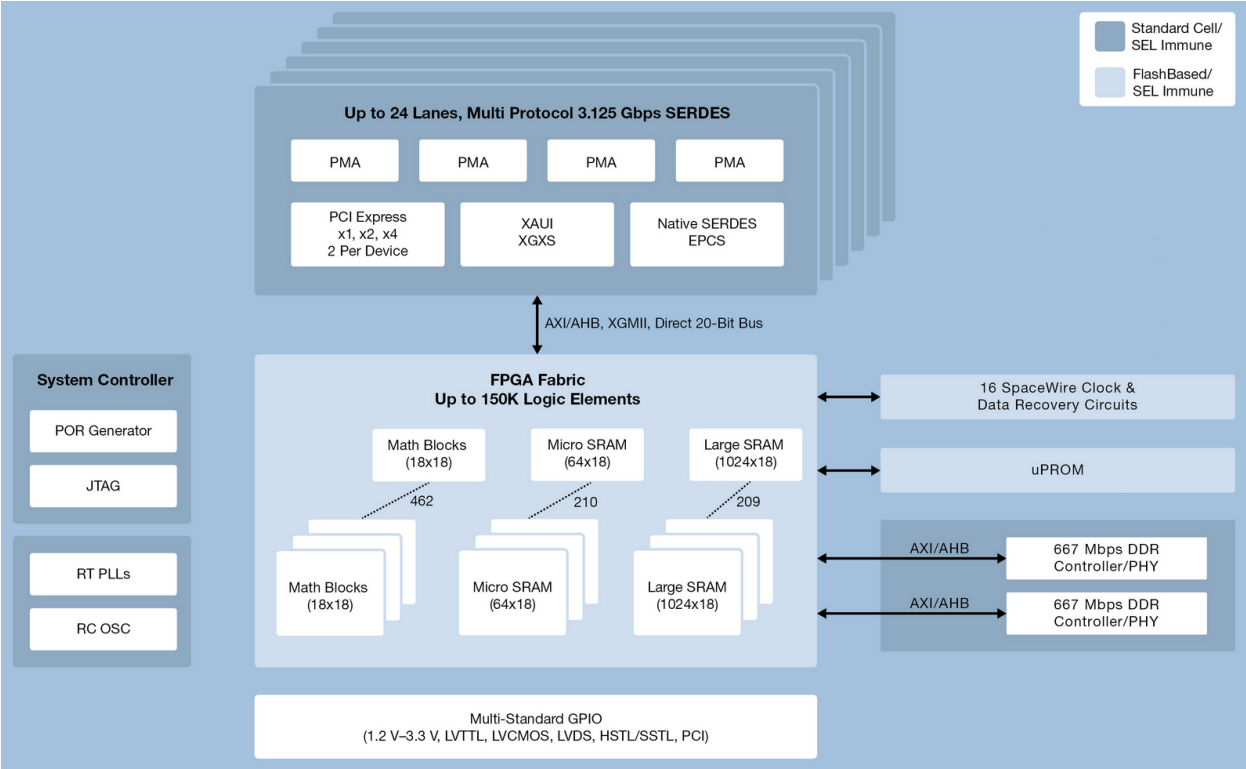 Standard Cell/
SEL Immune
FlashBased/
SEL Immune
Up to 24 Lanes, Multi Protocol 3.125 Gbps SERDES
PMA
PMA
PMA
PMA
PCI Express
x1, x2, x4
2 Per Device
XAUI
XGXS
Native SERDES
EPCS
AXI/AHB, XGMII, Direct 20-Bit Bus
System Controller
POR Generator
JTAG
RT PLLs
RC OSC
FPGA Fabric
Up to 150K Logic Elements
Math Blocks
(18x18)
Micro SRAM
(64x18)
Large SRAM
(1024x18)
462
210
209
Math Blocks
(18x18)
Micro SRAM
(64x18)
Large SRAM
(1024x18)
16 SpaceWire Clock &
Data Recovery Circuits
uPROM
AXI/AHB
667 Mbps DDR
Controller/PHY
AXI/AHB
667 Mbps DDR
Controller/PHY
Multi-Standard GPIO
(1.2 V–3.3 V, LVTTL, LVCMOS, LVDS, HSTL/SSTL, PCI)